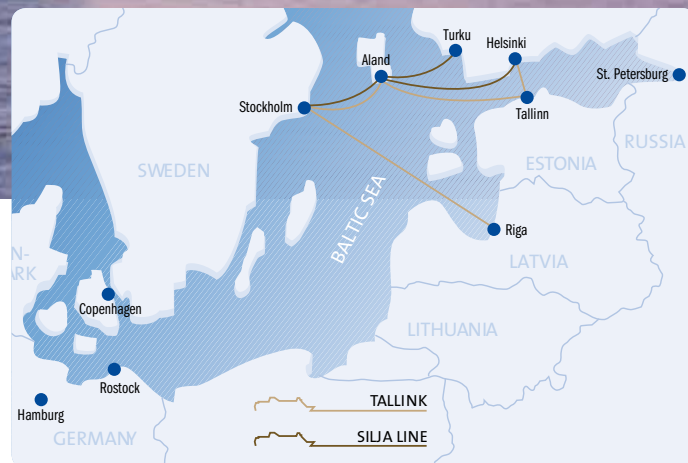 Turku
Helsinki
Aland
St. Petersburg
Stockholm
Tallinn
RUSSIA
SWEDEN
ESTONIA
BALTIC SEA
Riga
N-
ARK
LATVIA
Copenhagen
LITHUANIA
Rostock
Hamburg
TALLINK
GERMANY
SILJA LINE